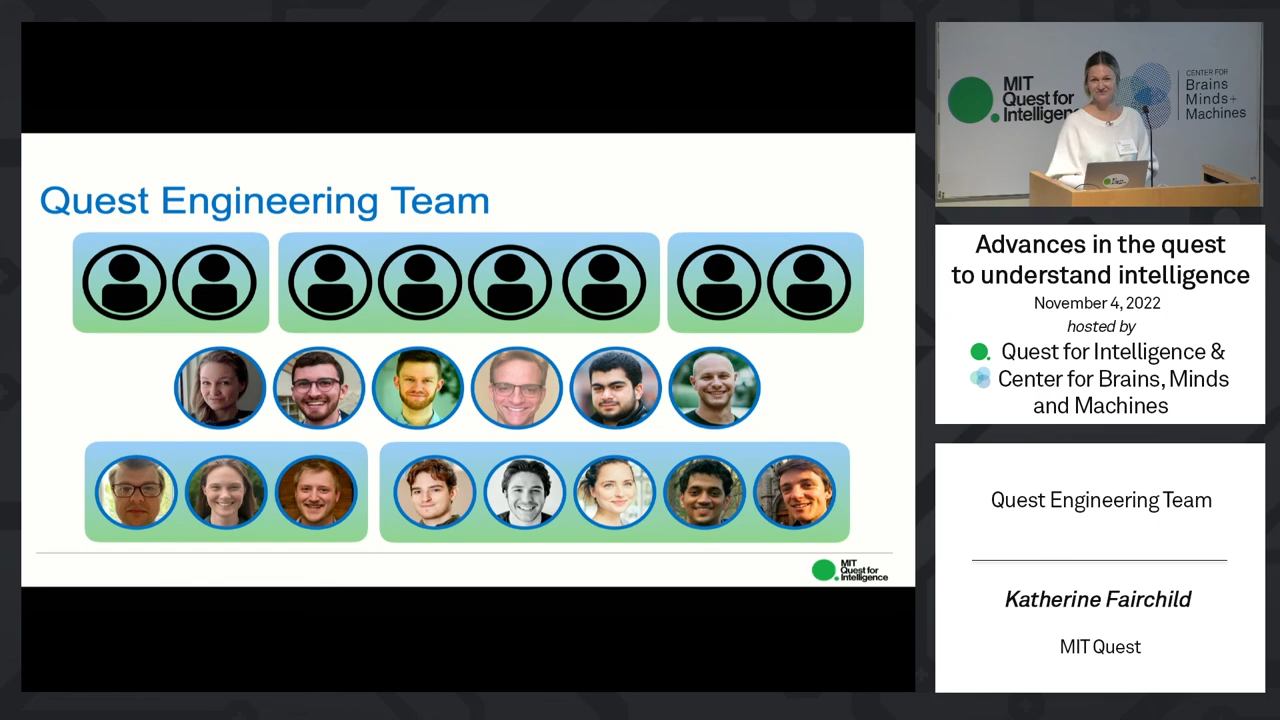 Quest Engineering Team
MIT
Quest for
Intelligence
MIT
Quest for
Intelligenc
CENTER FOR
Brains
Minds+
Machines
Advances in the quest
to understand intelligence
November 4, 2022
hosted by
Quest for Intelligence &
Center for Brains, Minds
and Machines
Quest Engineering Team
Katherine Fairchild
MIT Quest